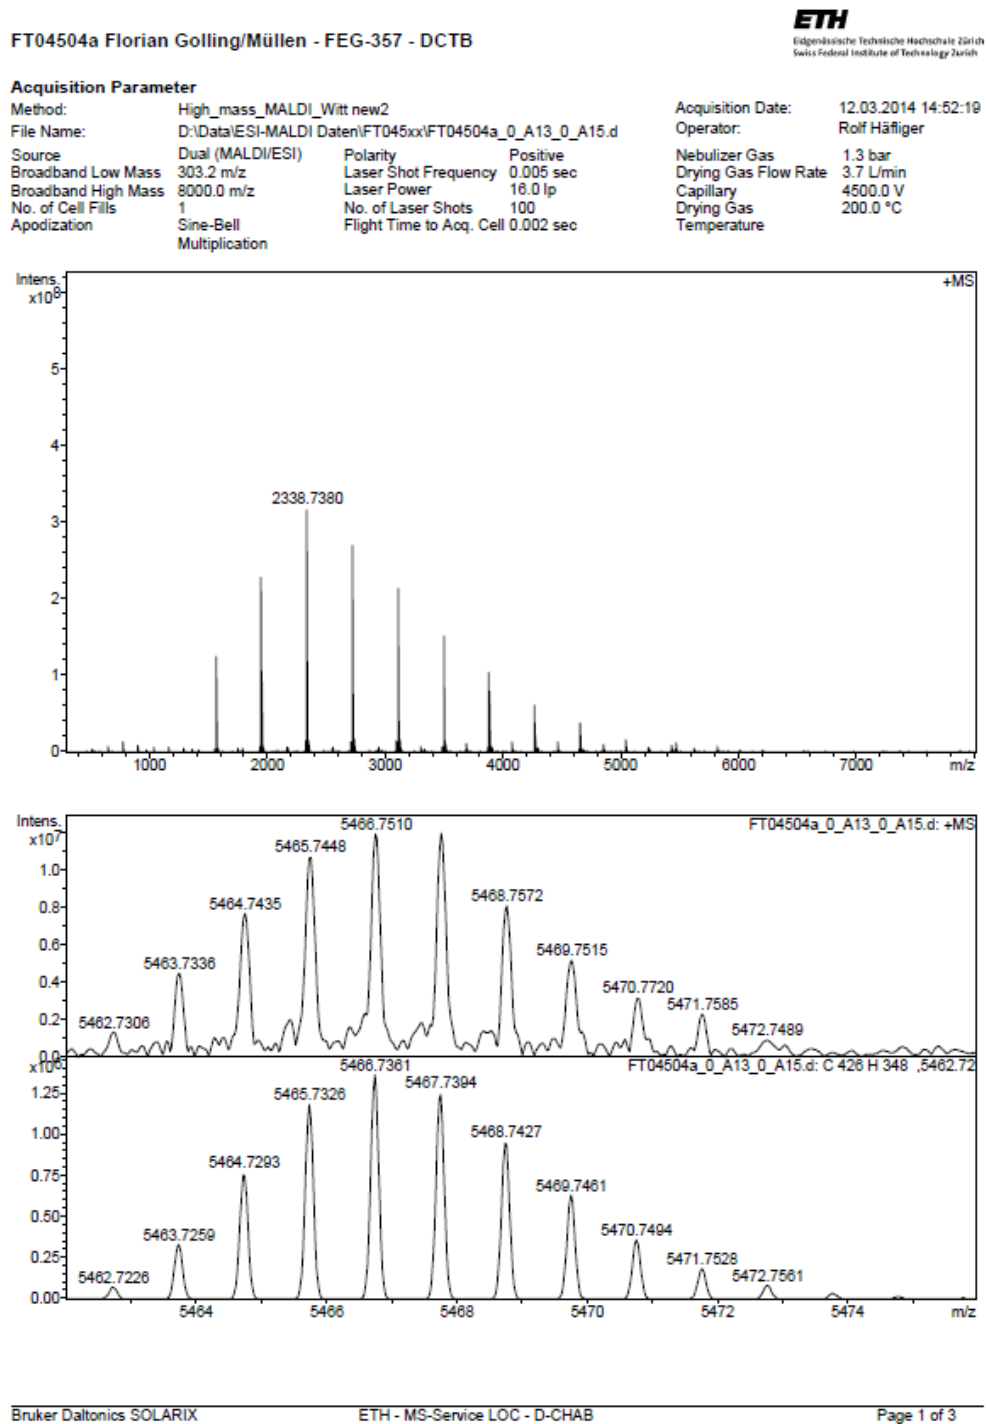 ETH
Eidgenössische Technische Hochschule Zürich
Swiss Federal Institute of Technology Zurich
FT04504a Florian Golling/Müllen - FEG-357 - DCTB
Acquisition Parameter
Method: High_mass_MALDI_Witt new2 Acquisition Date: 12.03.2014 14:52:19
File Name: D:\Data\ESI-MALDI Daten\FT045xx\FT04504a_0_A13_0_A15.d Operator: Rolf Häfliger
Source Dual (MALDI/ESI) Polarity Positive Nebulizer Gas 1.3 bar
Broadband Low Mass 303.2 m/z Laser Shot Frequency 0.005 sec Drying Gas Flow Rate 3.7 L/min
Broadband High Mass 8000.0 m/z Laser Power 16.0 lp Capillary 4500.0 V
No. of Cell Fills 1 No. of Laser Shots 100 Drying Gas 200.0 °C
Apodization Sine-Bell Flight Time to Acq. Cell 0.002 sec Temperature
Multiplication
Intens. +MS
x10⁸
5
4
2338.7380
3
2
1
0
1000 2000 3000 4000 5000 6000 7000 m/z
Intens. 5466.7510 FT04504a_0_A13_0_A15.d: +MS
x10⁷
5465.7448
1.0
5468.7572
5464.7435
0.8
5469.7515
0.6
5463.7336
5470.7720
0.4
5471.7585
0.2 5462.7306 5472.7489
0.0
x10⁶ 5466.7361 FT04504a_0_A13_0_A15.d: C 426 H 348 ,5462.72
5467.7394
1.25 5465.7326
1.00 5468.7427
5464.7293
0.75 5469.7461
0.50 5463.7259 5470.7494
0.25 5462.7226 5471.7528 5472.7561
0.00
5464 5466 5468 5470 5472 5474 m/z
Bruker Daltonics SOLARIX ETH - MS-Service LOC - D-CHAB Page 1 of 3